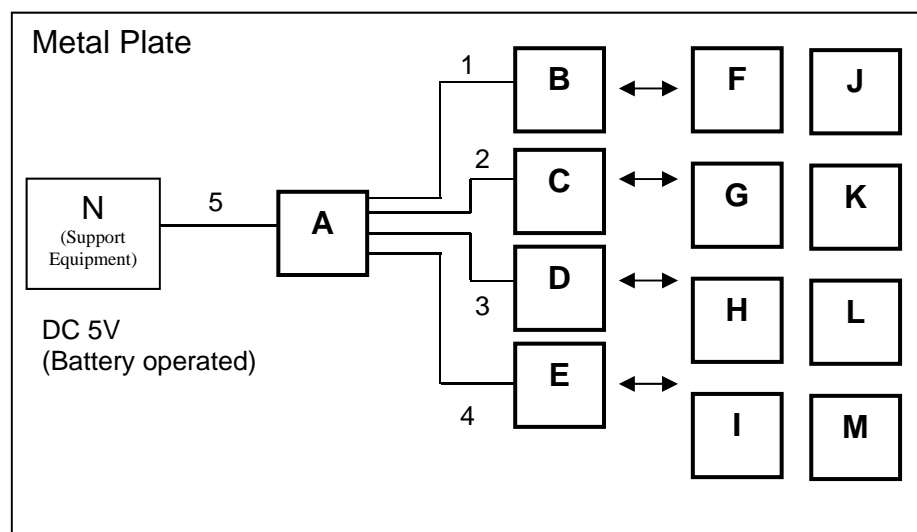 Metal Plate
1
B
F
J
2
C
G
K
N
(Support
Equipment)
5
A
D
3
H
L
DC 5V
(Battery operated)
E
4
I
M